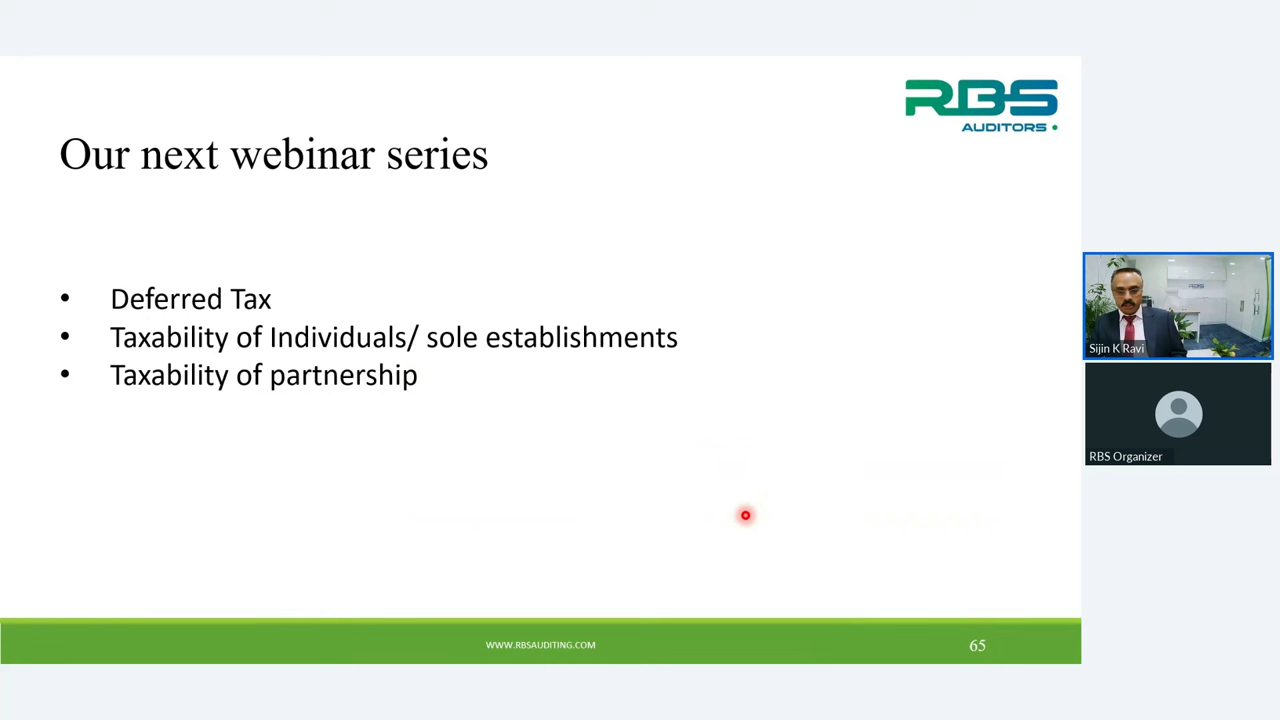 RBS
AUDITORS
Our next webinar series
• Deferred Tax
• Taxability of Individuals/ sole establishments
• Taxability of partnership
WWW.RBSAUDITING.COM
65
RBS
Sijin K Ravi
RBS Organizer